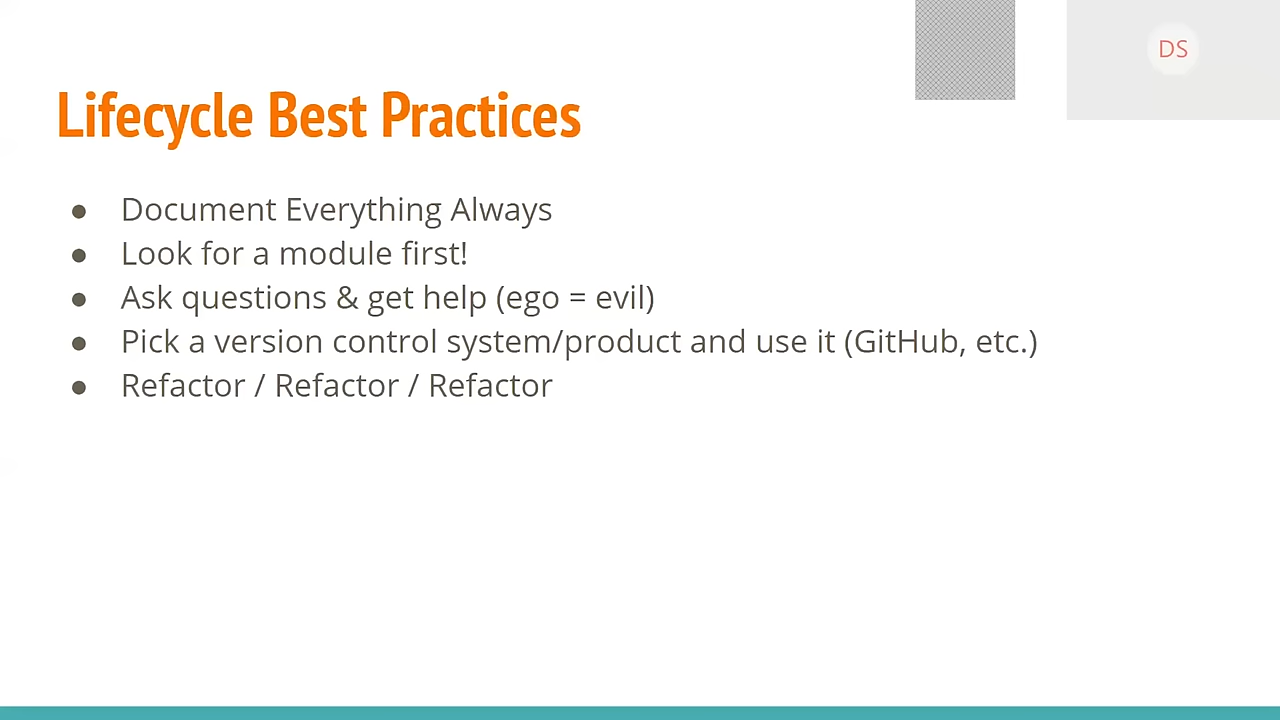 DS
Lifecycle Best Practices
● Document Everything Always
● Look for a module first!
● Ask questions & get help (ego = evil)
● Pick a version control system/product and use it (GitHub, etc.)
● Refactor / Refactor / Refactor